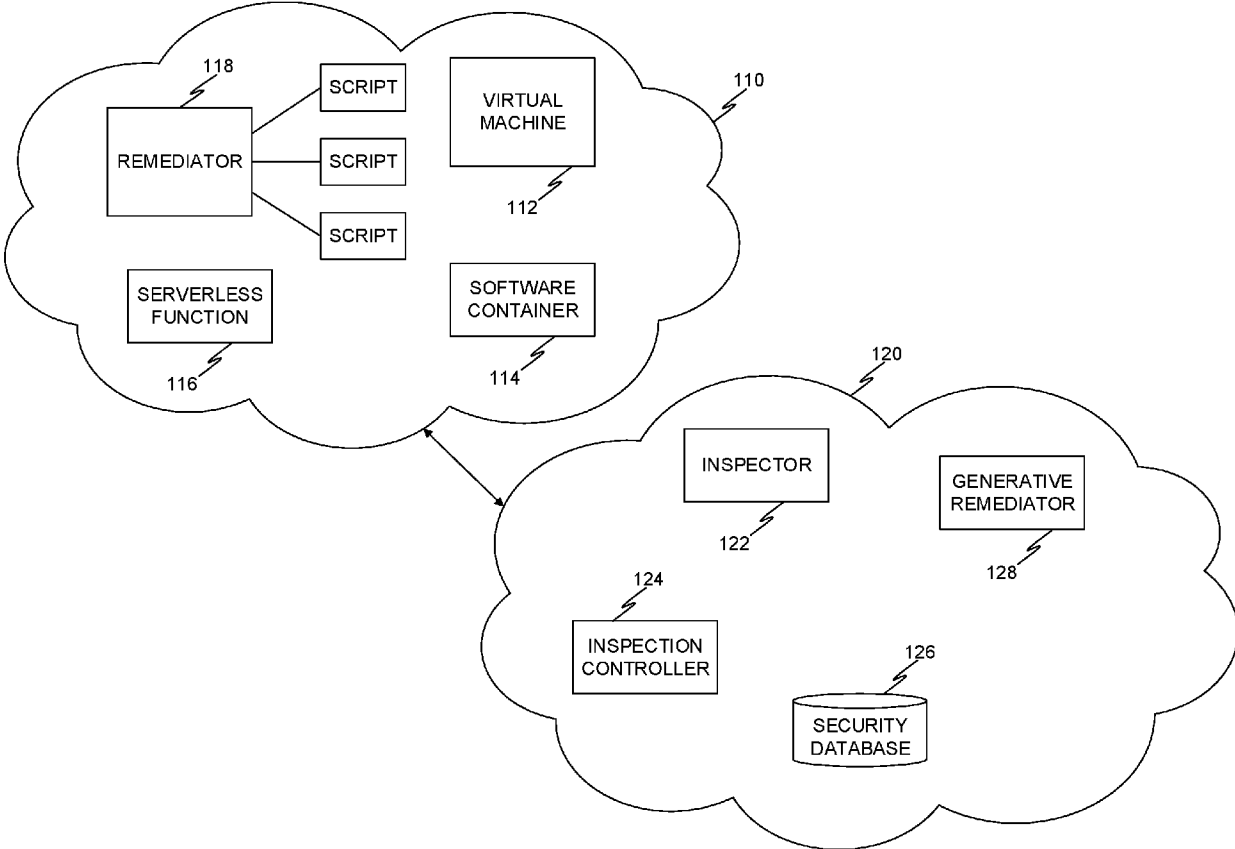 118
SCRIPT
VIRTUAL
MACHINE
110
REMEDIATOR
SCRIPT
112
SCRIPT
SERVERLESS
FUNCTION
116
SOFTWARE
CONTAINER
114
120
INSPECTOR
122
GENERATIVE
REMEDIATOR
128
124
INSPECTION
CONTROLLER
126
SECURITY
DATABASE